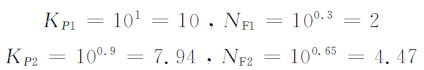 K_{P1} = 10^{1} = 10 , N_{F1} = 10^{0.3} = 2
K_{P2} = 10^{0.9} = 7.94 , N_{F2} = 10^{0.65} = 4.47